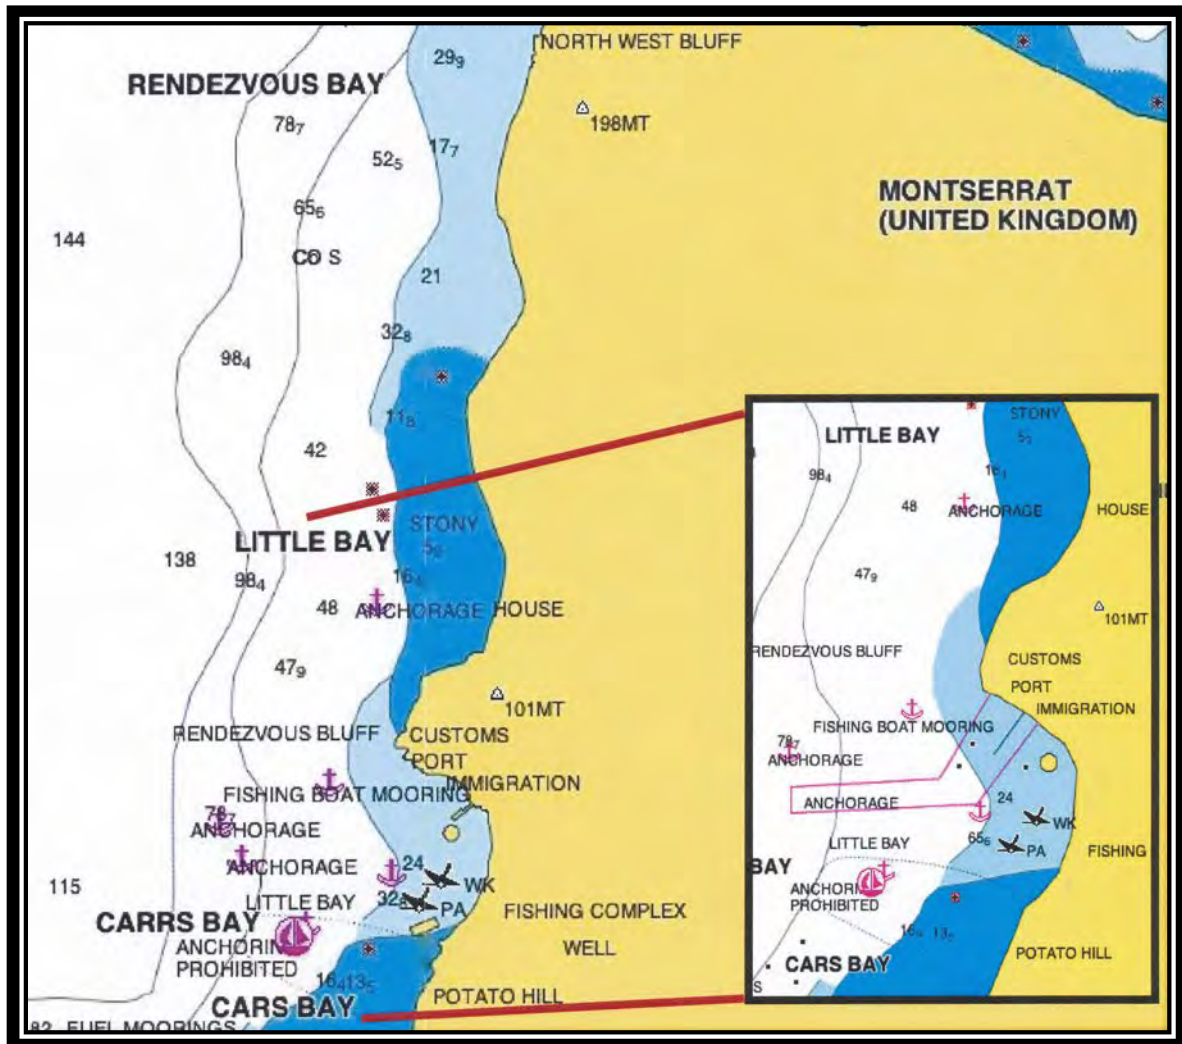 NORTH WEST BLUFF
29₉
RENDEZVOUS BAY
198MT
78₇
17₇
52₅
MONTSERRAT
(UNITED KINGDOM)
65₆
144
S
21
32₈
98₄
11₈
42
STONY
LITTLE BAY
138
98₄
16₄
48
ANCHORAGE
HOUSE
47₉
101MT
RENDEZVOUS BLUFF
CUSTOMS
PORT
IMMIGRATION
FISHING BOAT MOORING
78₇
ANCHORAGE
ANCHORAGE
24
WK
115
32₈
LITTLE BAY
PA
CARRS BAY
FISHING COMPLEX
ANCHORIN
WELL
PROHIBITED
16₄
13₅
POTATO HILL
CARS BAY
82 FUEL MOORINGS
STONY
LITTLE BAY
98₄
16₁
48
ANCHORAGE
HOUSE
47₉
101MT
RENDEZVOUS BLUFF
CUSTOMS
PORT
IMMIGRATION
FISHING BOAT MOORING
78₇
ANCHORAGE
ANCHORAGE
24
WK
65₆
LITTLE BAY
PA
FISHING
BAY
ANCHORIN
PROHIBITED
13₅
POTATO HILL
CARS BAY
S